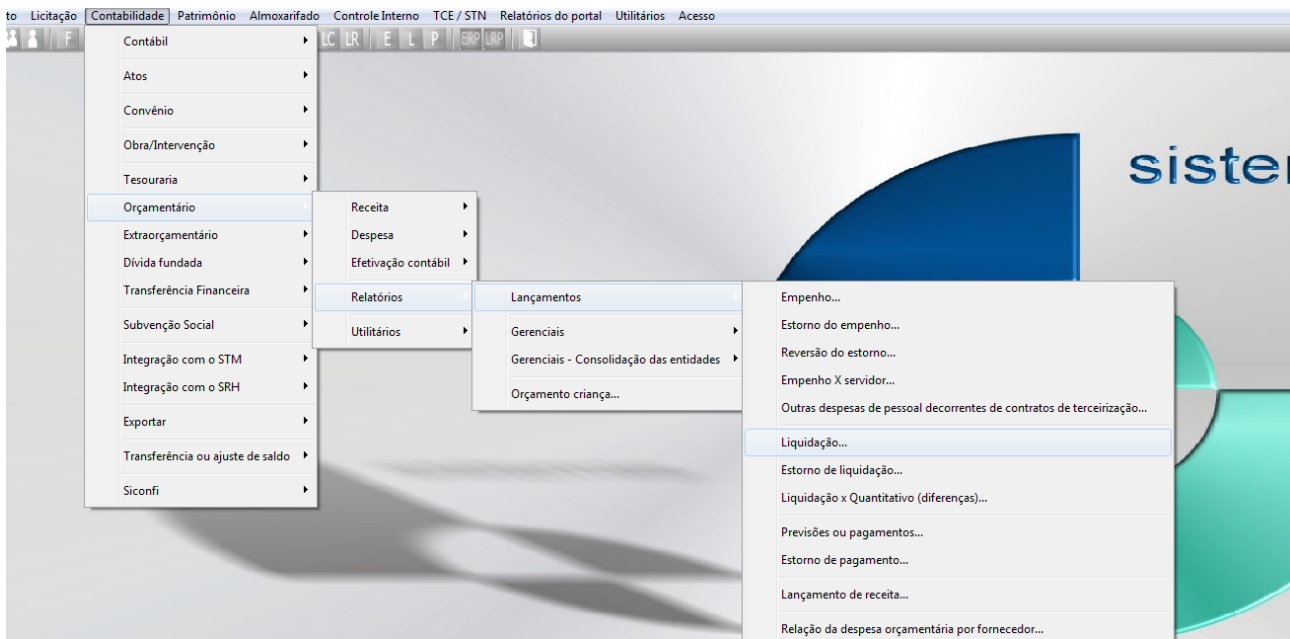 to Licitação Contabilidade Patrimônio Almoxarifado Controle Interno TCE / STN Relatórios do portal Utilitários Acesso
F LC LR E L P ERP LRP
Contábil
Atos
Convênio
Obra/Intervenção
Tesouraria
Orçamentário
Extraorçamentário
Dívida fundada
Transferência Financeira
Subvenção Social
Integração com o STM
Integração com o SRH
Exportar
Transferência ou ajuste de saldo
Siconfi
Receita
Despesa
Efetivação contábil
Relatórios
Utilitários
Lançamentos
Gerenciais
Gerenciais - Consolidação das entidades
Orçamento criança...
Empenho...
Estorno do empenho...
Reversão do estorno...
Empenho X servidor...
Outras despesas de pessoal decorrentes de contratos de terceirização...
Liquidação...
Estorno de liquidação...
Liquidação x Quantitativo (diferenças)...
Previsões ou pagamentos...
Estorno de pagamento...
Lançamento de receita...
Relação da despesa orçamentária por fornecedor...
sister